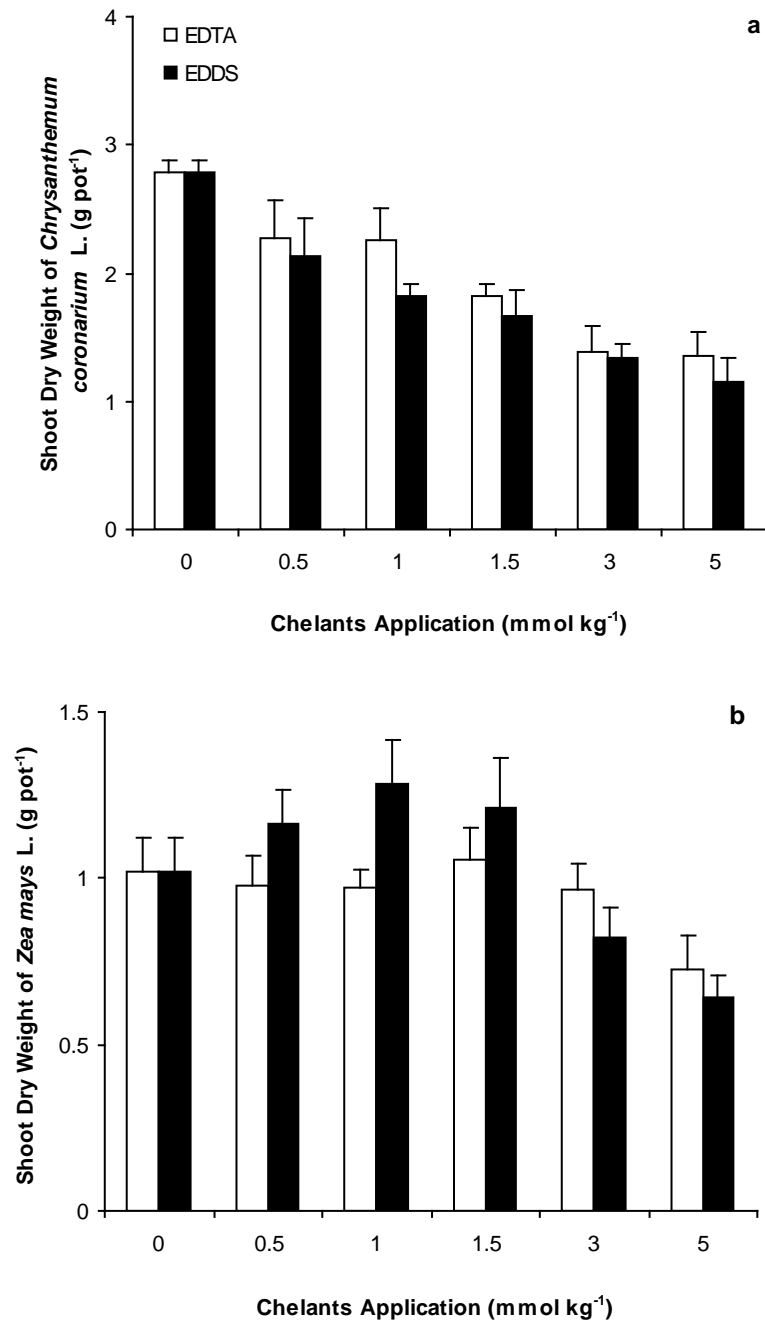 a
EDTA
EDDS
Shoot Dry Weight of Chrysanthemum
coronarium L. (g pot⁻¹)
4
3
2
1
0
0 0.5 1 1.5 3 5
Chelants Application (mmol kg⁻¹)
b
Shoot Dry Weight of Zea mays L. (g pot⁻¹)
1.5
1
0.5
0
0 0.5 1 1.5 3 5
Chelants Application (mmol kg⁻¹)